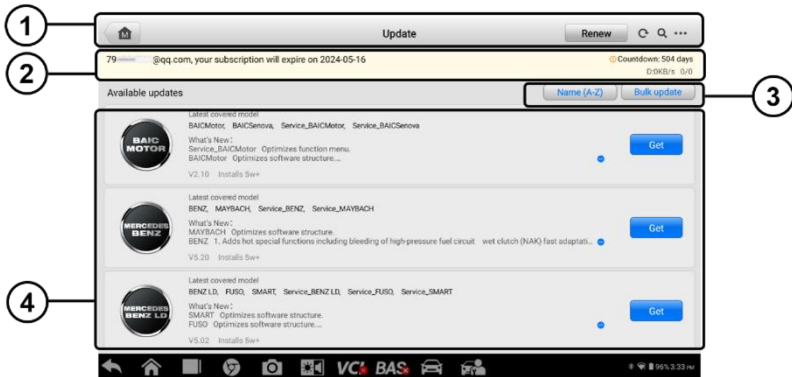 1
Update
Renew
2
79 @qq.com, your subscription will expire on 2024-05-16
Countdown: 504 days
D:0KB/s 0/0
Available updates
Name (A-Z)
Bulk update
3
Latest covered model
BAICMotor, BAICSenova, Service_BAICMotor, Service_BAICSenova
BAIC
MOTOR
What's New:
Service_BAICMotor Optimizes function menu.
BAICMotor Optimizes software structure....
Get
V2.10 Installs 5w+
Latest covered model
BENZ, MAYBACH, Service_BENZ, Service_MAYBACH
MERCEDES
BENZ
What's New:
MAYBACH Optimizes software structure.
BENZ 1. Adds hot special functions including bleeding of high-pressure fuel circuit wet clutch (NAK) fast adaptati...
Get
V5.20 Installs 5w+
4
Latest covered model
BENZ LD, FUSO, SMART, Service_BENZ LD, Service_FUSO, Service_SMART
MERCEDES
BENZ LD
What's New:
SMART Optimizes software structure.
FUSO Optimizes software structure....
Get
V5.02 Installs 5w+
VCI
BAS
96% 3:33 PM